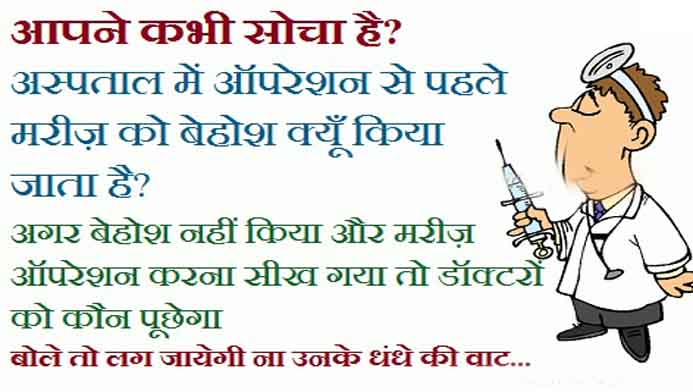 आपने कभी सोचा है?
अस्पताल में ऑपरेशन से पहले
मरीज़ को बेहोश क्यूँ किया
जाता है?
अगर बेहोश नहीं किया और मरीज़
ऑपरेशन करना सीख गया तो डॉक्टरों
को कौन पूछेगा
बोले तो लग जायेगी ना उनके धंधे की वाट...